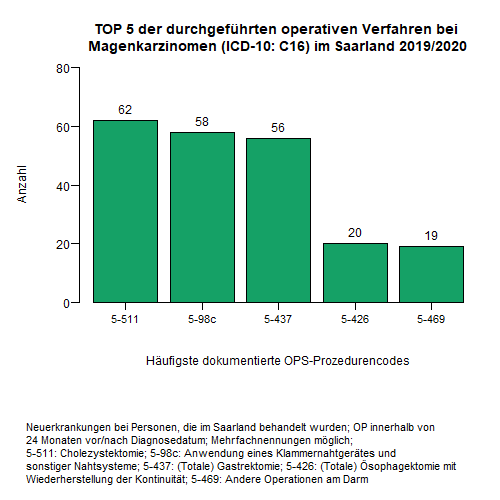 TOP 5 der durchgeführten operativen Verfahren bei
Magenkarzinomen (ICD-10: C16) im Saarland 2019/2020
80
60
40
20
0
Anzahl
62
58
56
20
19
5-511
5-98c
5-437
5-426
5-469
Häufigste dokumentierte OPS-Prozedurencodes
Neuerkrankungen bei Personen, die im Saarland behandelt wurden; OP innerhalb von
24 Monaten vor/nach Diagnosedatum; Mehrfachnennungen möglich;
5-511: Cholezystektomie; 5-98c: Anwendung eines Klammernahtgerätes und
sonstiger Nahtsysteme; 5-437: (Totale) Gastrektomie; 5-426: (Totale) Ösophagektomie mit
Wiederherstellung der Kontinuität; 5-469: Andere Operationen am Darm